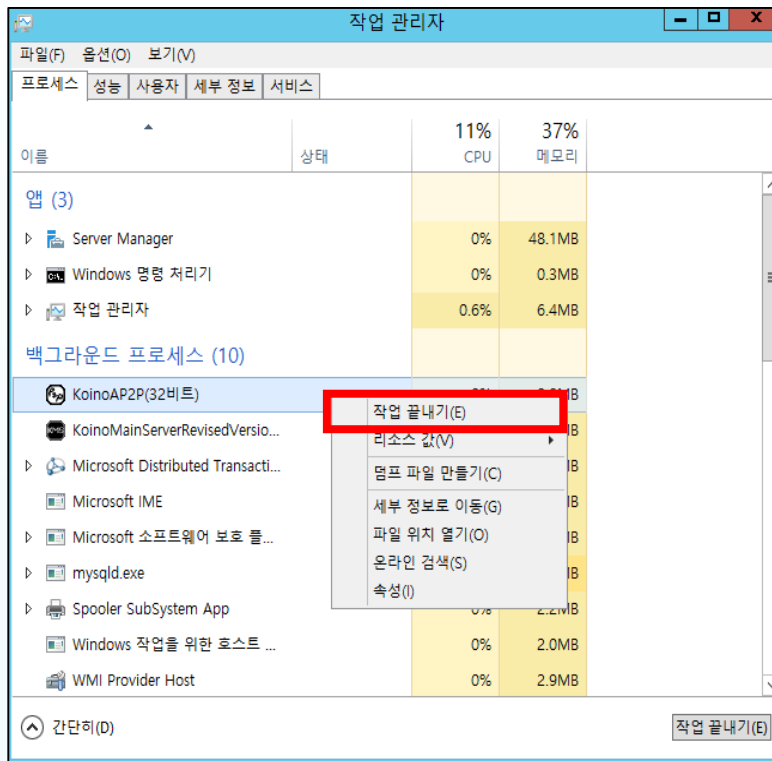 작업 관리자
파일(F) 옵션(O) 보기(V)
프로세스 성능 사용자 세부 정보 서비스
11% 37%
이름 상태 CPU 메모리
앱 (3)
Server Manager 0% 48.1MB
Windows 명령 처리기 0% 0.3MB
작업 관리자 0.6% 6.4MB
백그라운드 프로세스 (10)
KoinoAP2P(32비트)
작업 끝내기(E)
KoinoMainServerRevisedVersio...
리소스 값(V)
Microsoft Distributed Transacti...
덤프 파일 만들기(C)
Microsoft IME
세부 정보로 이동(G)
Microsoft 소프트웨어 보호 플...
파일 위치 열기(O)
온라인 검색(S)
mysqld.exe
속성(I)
Spooler SubSystem App 0% 2.2MB
Windows 작업을 위한 호스트 ... 0% 2.0MB
WMI Provider Host 0% 2.9MB
간단히(D) 작업 끝내기(E)